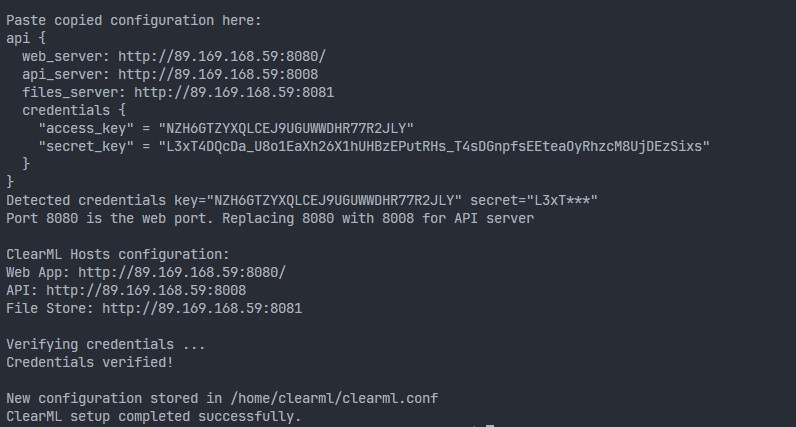 Paste copied configuration here:
api {
web_server: http://89.169.168.59:8080/
api_server: http://89.169.168.59:8008
files_server: http://89.169.168.59:8081
credentials {
"access_key" = "NZH6GTZYXQLCEJ9UGUWWDHR77R2JLY"
"secret_key" = "L3xT4DQcDa_U8o1EaXh26X1hUHBzEPutRHs_T4sDGnpfsEEteaOyRhzcM8UjDEzSixs"
}
}
Detected credentials key="NZH6GTZYXQLCEJ9UGUWWDHR77R2JLY" secret="L3xT***"
Port 8080 is the web port. Replacing 8080 with 8008 for API server
ClearML Hosts configuration:
Web App: http://89.169.168.59:8080/
API: http://89.169.168.59:8008
File Store: http://89.169.168.59:8081
Verifying credentials ...
Credentials verified!
New configuration stored in /home/clearml/clearml.conf
ClearML setup completed successfully.